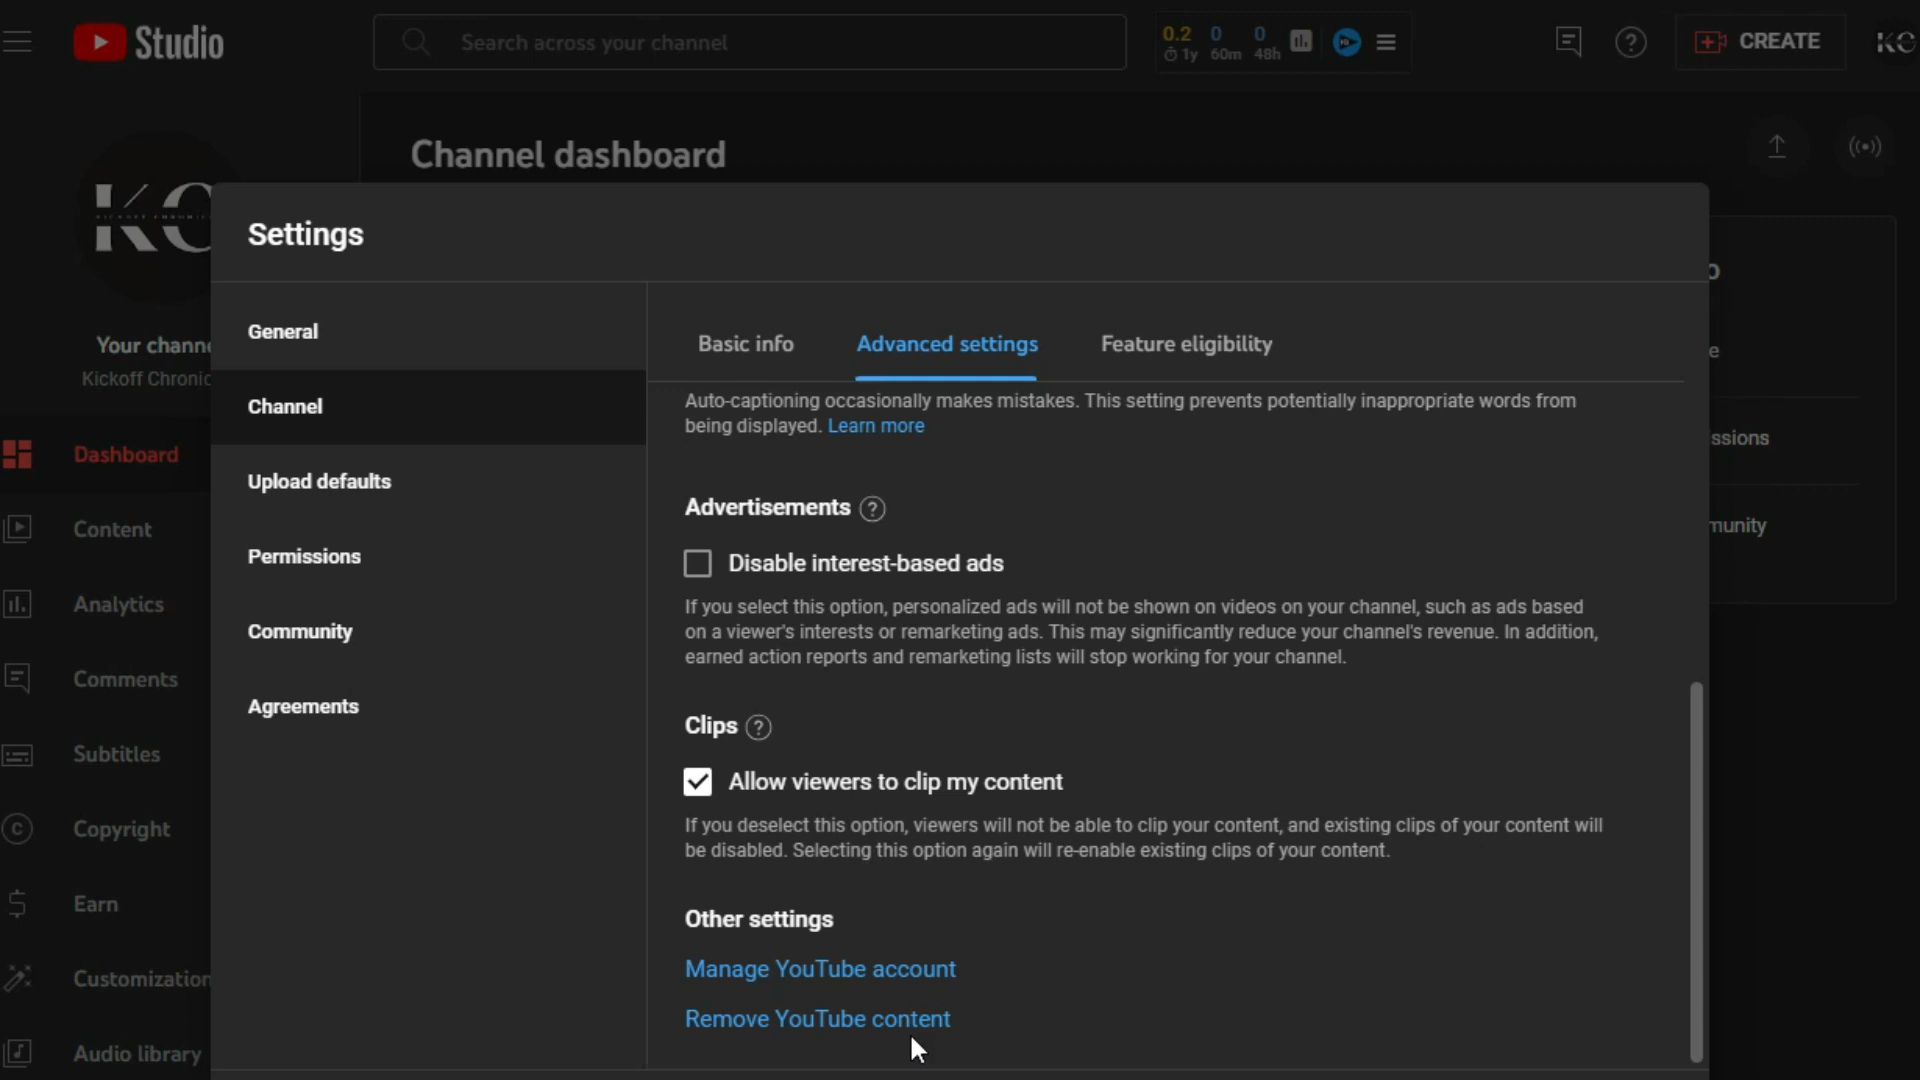 Studio
Search across your channel
0.2 0 0
1y 60m 48h
CREATE
KC
Channel dashboard
KC
Your channe
Kickoff Chronic
Dashboard
Content
Analytics
Comments
Subtitles
Copyright
Earn
Customization
Audio library
Settings
General
Channel
Upload defaults
Permissions
Community
Agreements
Basic info Advanced settings Feature eligibility
Auto-captioning occasionally makes mistakes. This setting prevents potentially inappropriate words from
being displayed. Learn more
Advertisements ?
Disable interest-based ads
If you select this option, personalized ads will not be shown on videos on your channel, such as ads based
on a viewer's interests or remarketing ads. This may significantly reduce your channel's revenue. In addition,
earned action reports and remarketing lists will stop working for your channel.
Clips ?
Allow viewers to clip my content
If you deselect this option, viewers will not be able to clip your content, and existing clips of your content will
be disabled. Selecting this option again will re-enable existing clips of your content.
Other settings
Manage YouTube account
Remove YouTube content
o
e
ssions
munity